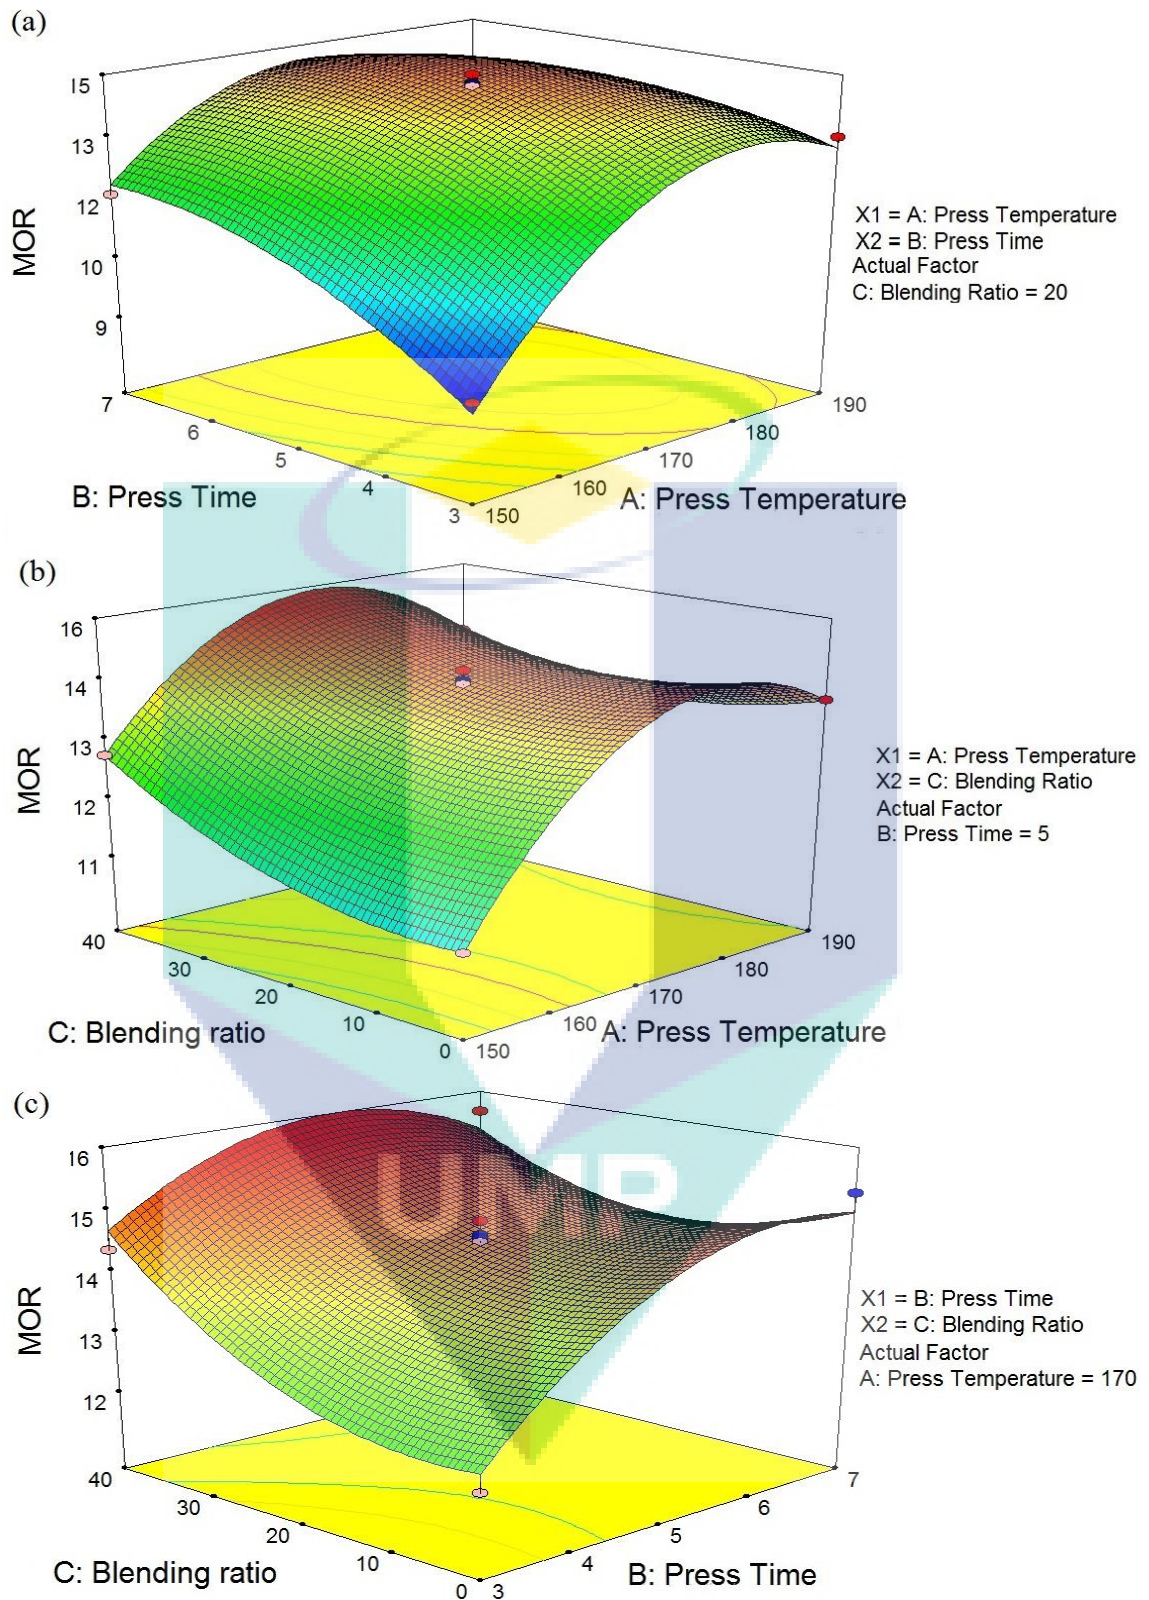 (a)
15
13
12
10
9
MOR
7
6
5
4
3
150
160
170
180
190
B: Press Time
A: Press Temperature
X1 = A: Press Temperature
X2 = B: Press Time
Actual Factor
C: Blending Ratio = 20
(b)
16
14
13
12
11
MOR
40
30
20
10
0
150
160
170
180
190
C: Blending ratio
A: Press Temperature
X1 = A: Press Temperature
X2 = C: Blending Ratio
Actual Factor
B: Press Time = 5
(c)
16
15
14
13
12
MOR
UMP
40
30
20
10
0
3
4
5
6
7
C: Blending ratio
B: Press Time
X1 = B: Press Time
X2 = C: Blending Ratio
Actual Factor
A: Press Temperature = 170